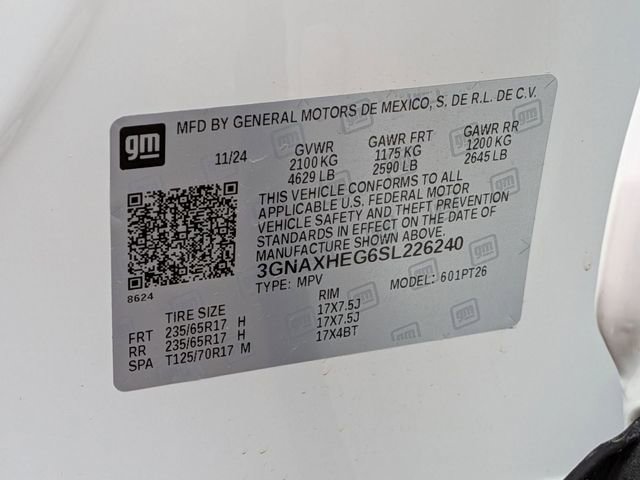 gm MFD BY GENERAL MOTORS DE MEXICO, S. DE R.L. DE C.V.
11/24 GVWR GAWR FRT GAWR RR
2100 KG 1175 KG 1200 KG
4629 LB 2590 LB 2645 LB
THIS VEHICLE CONFORMS TO ALL
APPLICABLE U.S. FEDERAL MOTOR
VEHICLE SAFETY AND THEFT PREVENTION
STANDARDS IN EFFECT ON THE DATE OF
MANUFACTURE SHOWN ABOVE.
3GNAXHEG6SL226240
8624 TYPE: MPV MODEL: 601PT26
TIRE SIZE RIM
FRT 235/65R17 H 17X7.5J
RR 235/65R17 H 17X7.5J
SPA T125/70R17 M 17X4BT